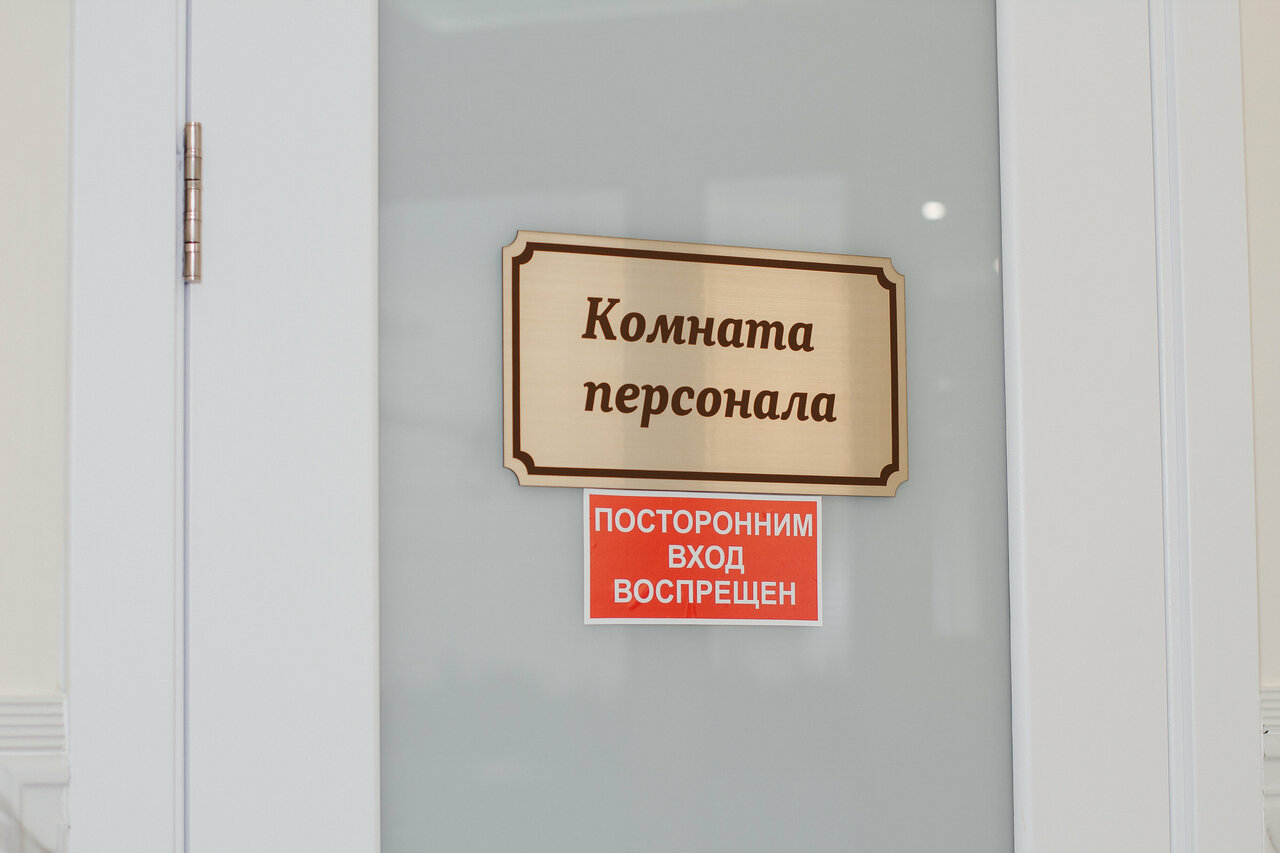 Комната
персонала
ПОСТОРОННИМ
ВХОД
ВОСПРЕЩЕН